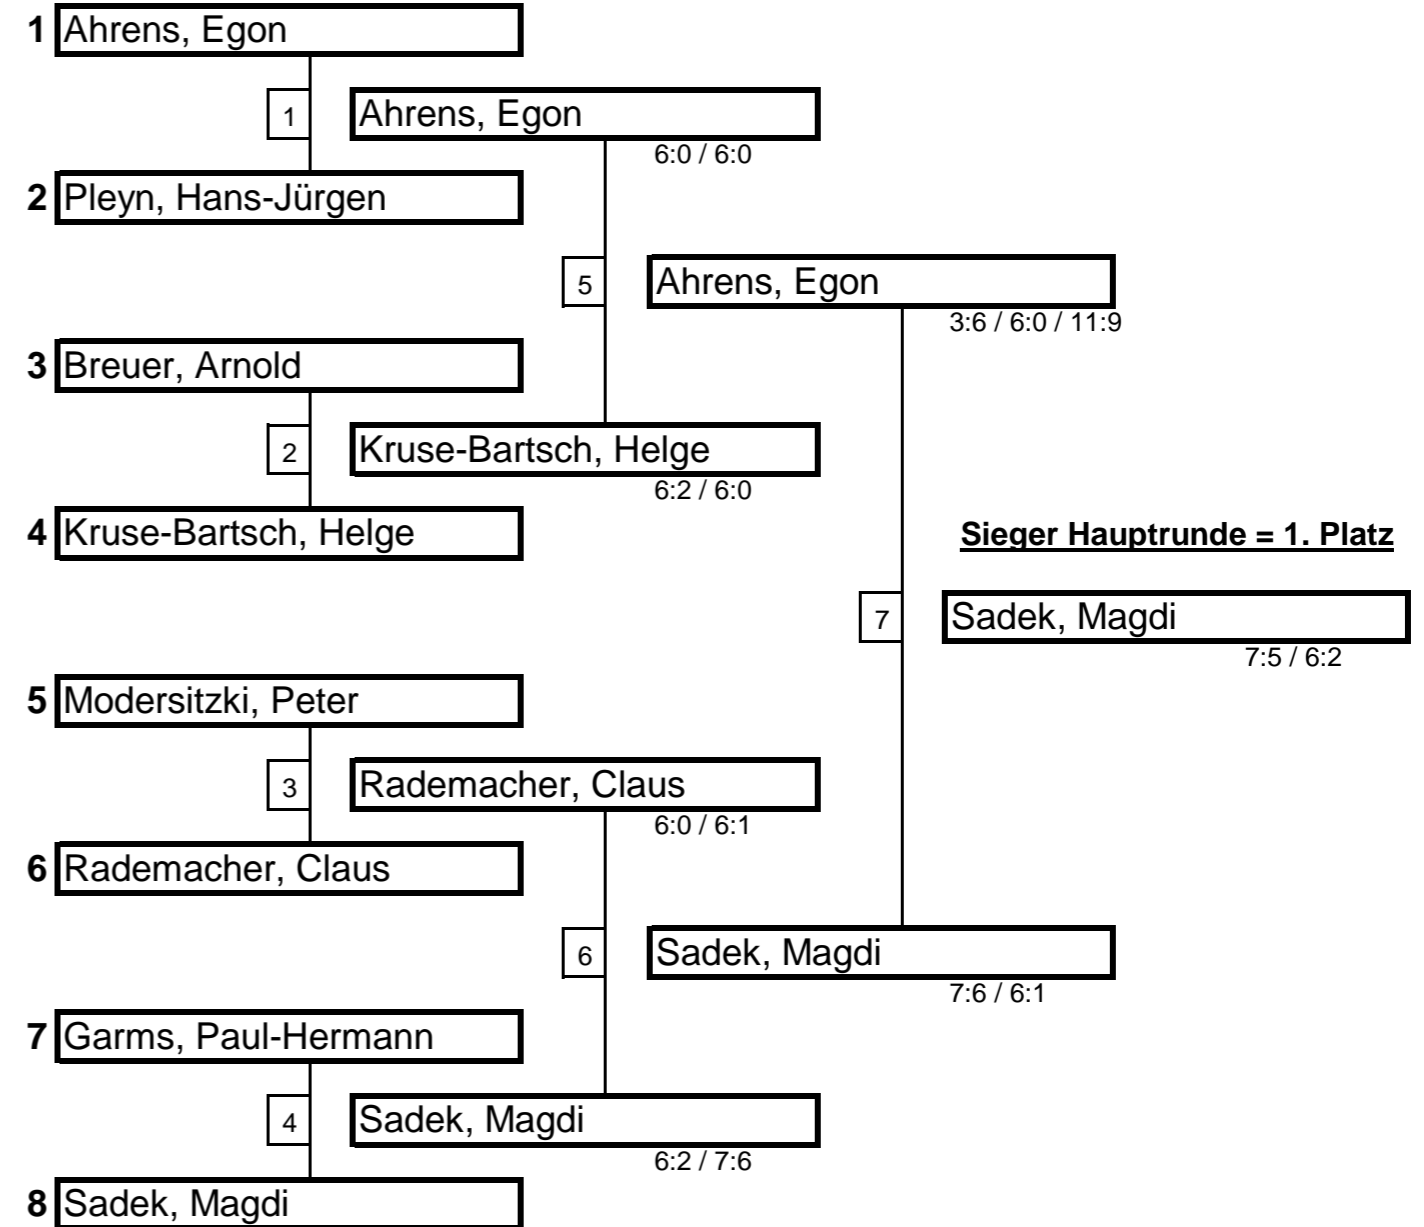 1 Ahrens, Egon
1 Ahrens, Egon
6:0 / 6:0
2 Pleyn, Hans-Jürgen
5 Ahrens, Egon
3:6 / 6:0 / 11:9
3 Breuer, Arnold
2 Kruse-Bartsch, Helge
6:2 / 6:0
4 Kruse-Bartsch, Helge
Sieger Hauptrunde = 1. Platz
7 Sadek, Magdi
7:5 / 6:2
5 Modersitzki, Peter
3 Rademacher, Claus
6:0 / 6:1
6 Rademacher, Claus
6 Sadek, Magdi
7:6 / 6:1
7 Garms, Paul-Hermann
4 Sadek, Magdi
6:2 / 7:6
8 Sadek, Magdi